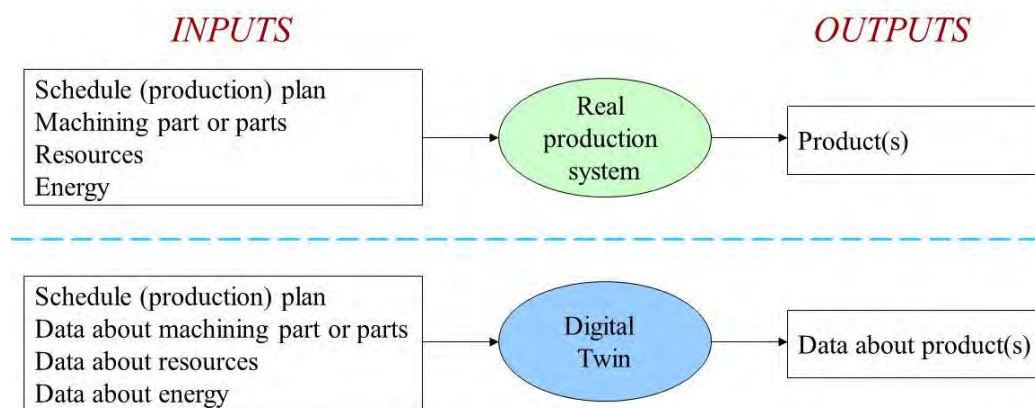 INPUTS
OUTPUTS
Schedule (production) plan
Machining part or parts
Resources
Energy
Real
production
system
Product(s)
Schedule (production) plan
Data about machining part or parts
Data about resources
Data about energy
Digital
Twin
Data about product(s)